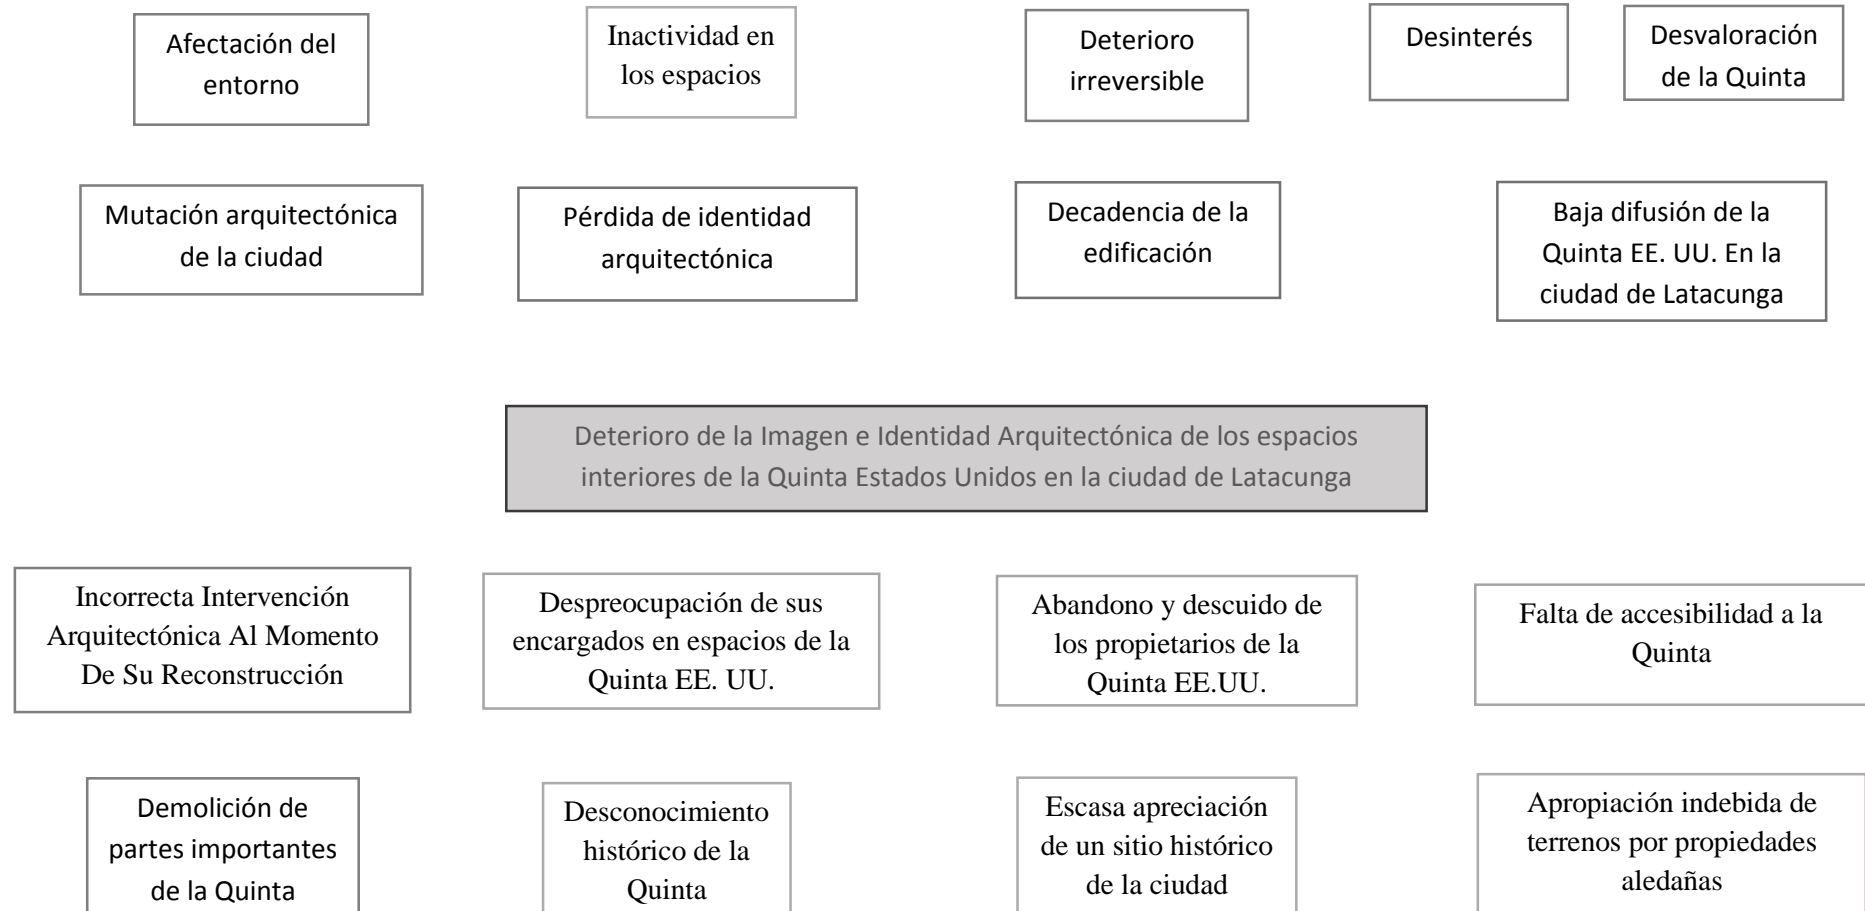 Afectación del
entorno
Inactividad en
los espacios
Deterioro
irreversible
Desinterés
Desvaloración
de la Quinta
Mutación arquitectónica
de la ciudad
Pérdida de identidad
arquitectónica
Decadencia de la
edificación
Baja difusión de la
Quinta EE. UU. En la
ciudad de Latacunga
Deterioro de la Imagen e Identidad Arquitectónica de los espacios
interiores de la Quinta Estados Unidos en la ciudad de Latacunga
Incorrecta Intervención
Arquitectónica Al Momento
De Su Reconstrucción
Despreocupación de sus
encargados en espacios de la
Quinta EE. UU.
Abandono y descuido de
los propietarios de la
Quinta EE.UU.
Falta de accesibilidad a la
Quinta
Demolición de
partes importantes
de la Quinta
Desconocimiento
histórico de la
Quinta
Escasa apreciación
de un sitio histórico
de la ciudad
Apropiación indebida de
terrenos por propiedades
aledañas